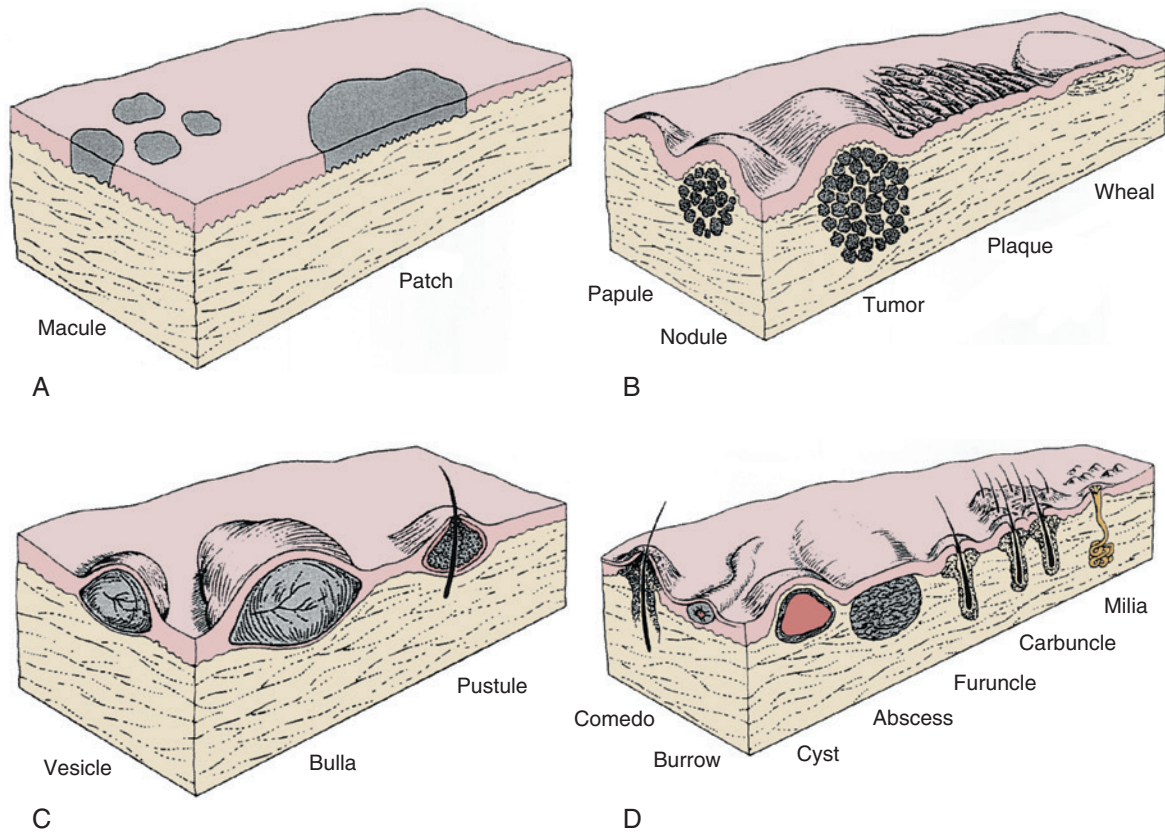 Macule
Patch
A
Papule
Nodule
Tumor
Plaque
Wheal
B
Vesicle
Bulla
Pustule
C
Comedo
Burrow
Cyst
Abscess
Furuncle
Carbuncle
Milia
D